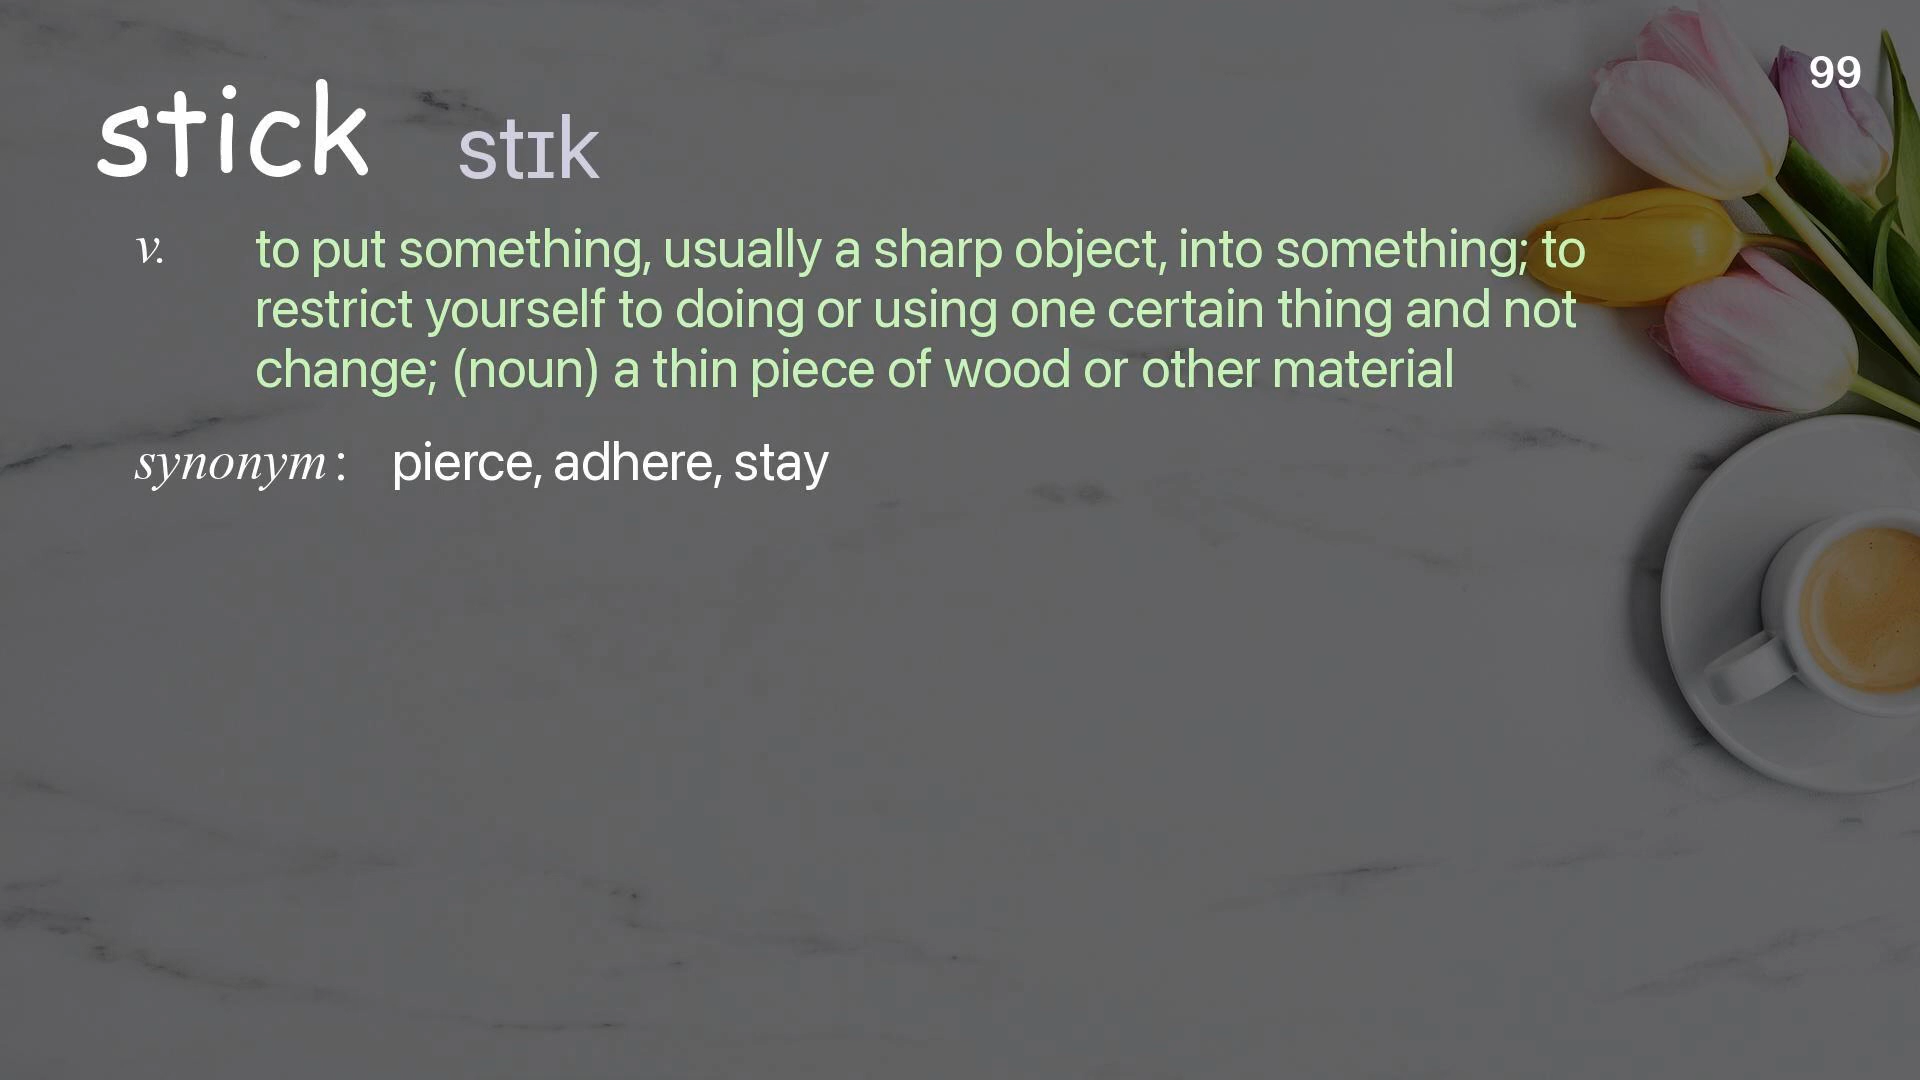 99
stick stɪk
v. to put something, usually a sharp object, into something; to
restrict yourself to doing or using one certain thing and not
change; (noun) a thin piece of wood or other material
synonym: pierce, adhere, stay